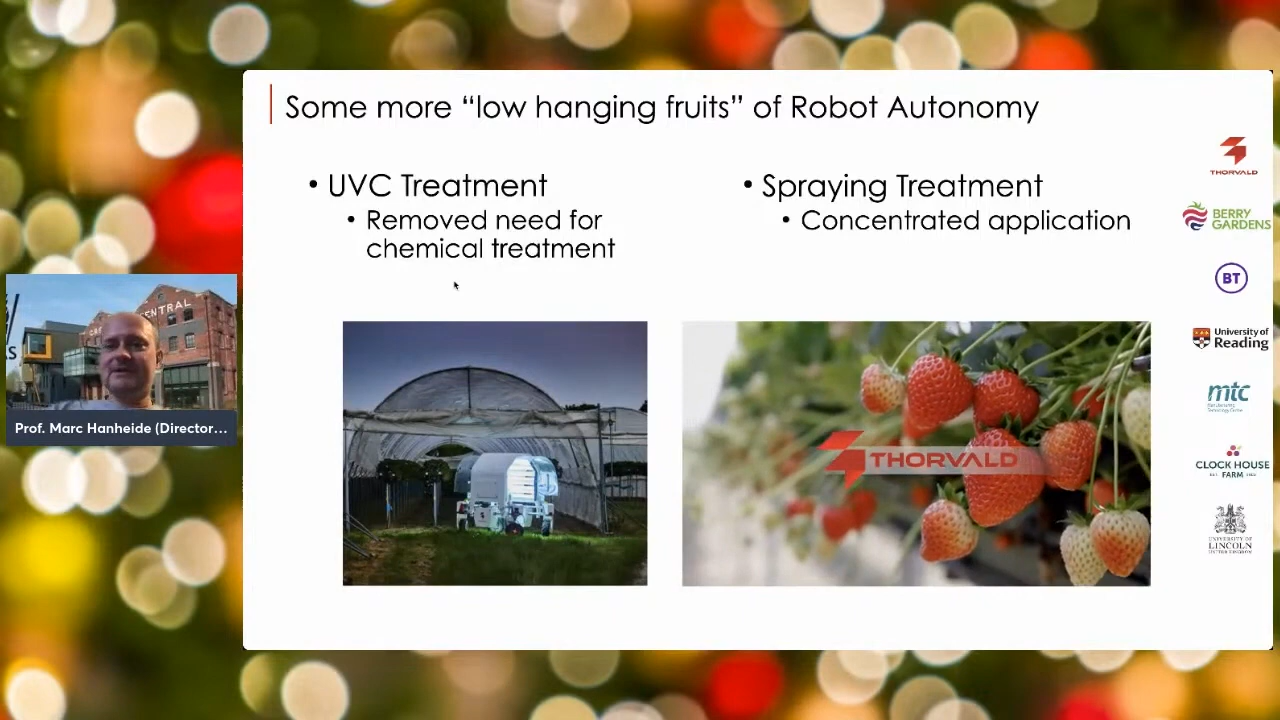 Some more “low hanging fruits” of Robot Autonomy
• UVC Treatment
• Removed need for
chemical treatment
• Spraying Treatment
• Concentrated application
THORVALD
THORVALD
BERRY
GARDENS
BT
University of
Reading
mtc
CLOCK HOUSE
FARM
UNIVERSITY OF
LINCOLN
CENTRAL
Prof. Marc Hanheide (Director…